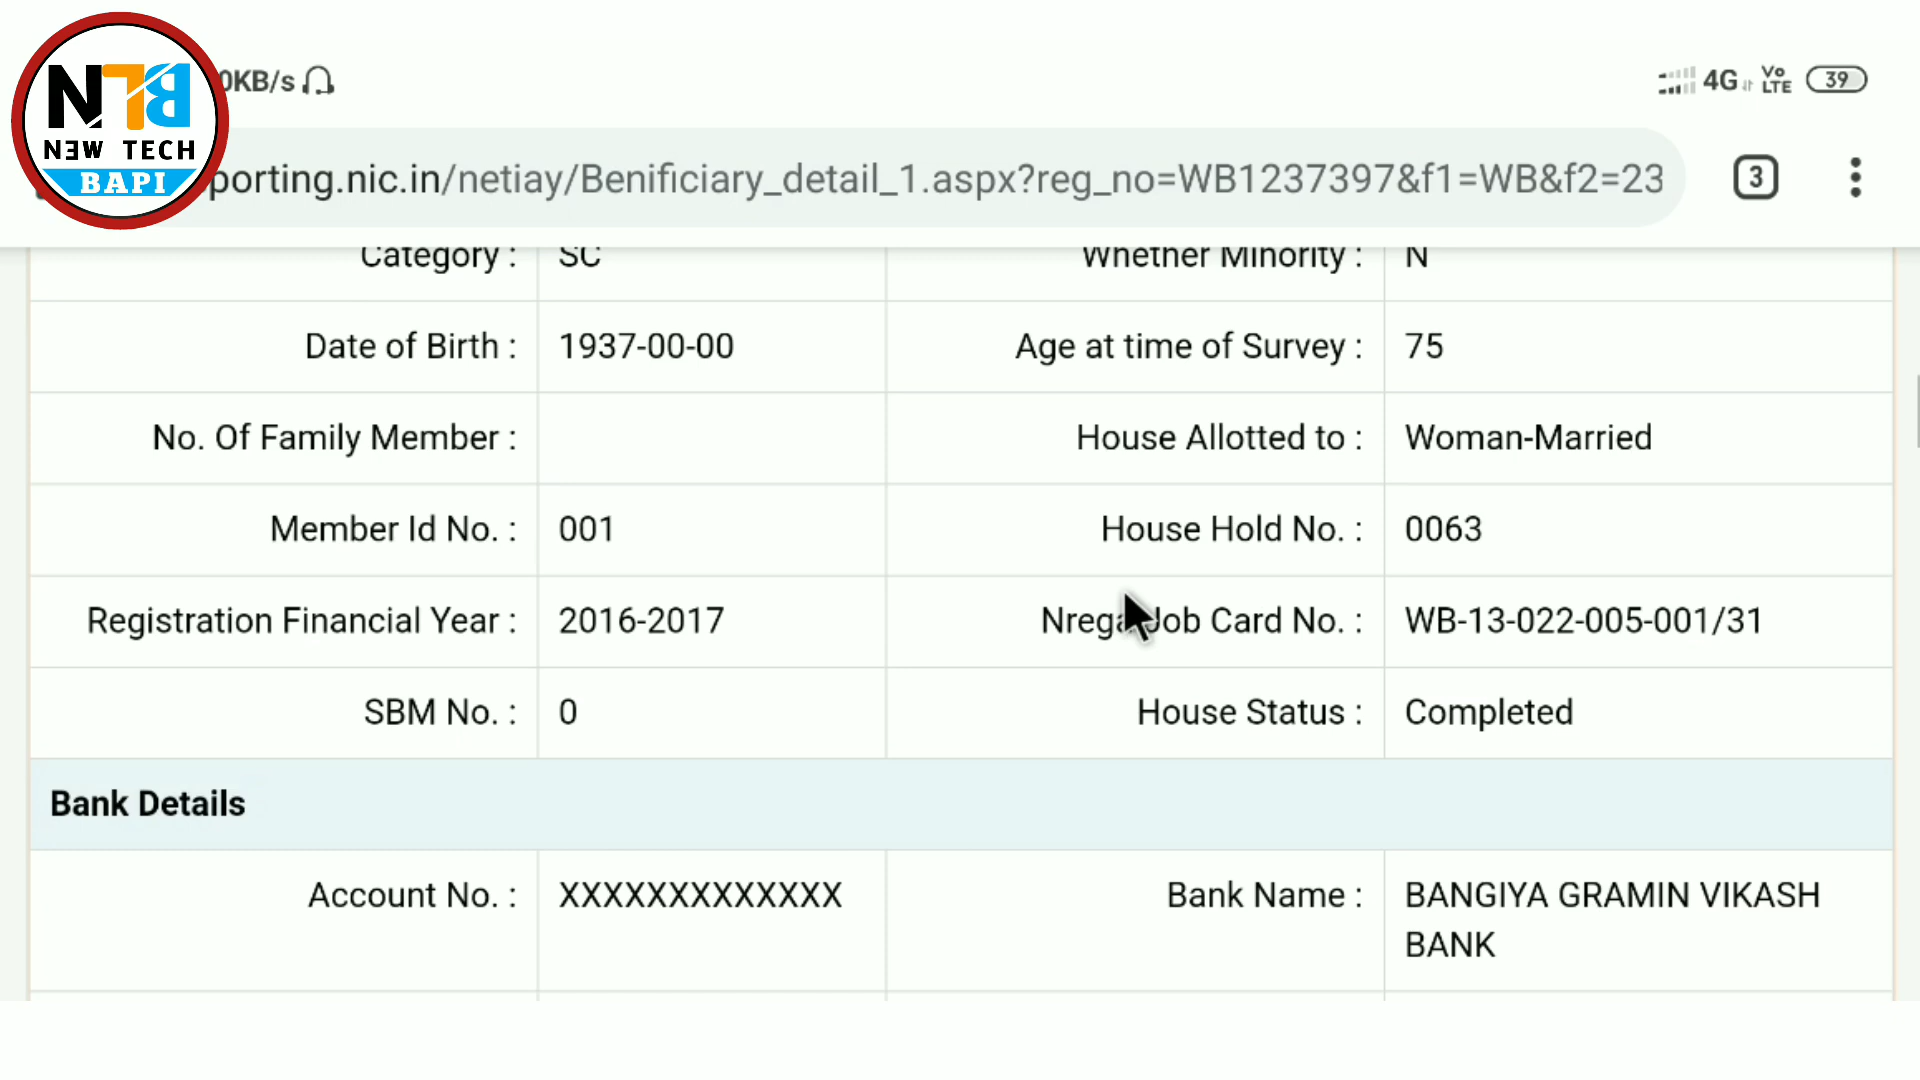 NTB
NEW TECH
BAPI
0KB/s
4G Vo LTE 39
porting.nic.in/netiay/Benificiary_detail_1.aspx?reg_no=WB1237397&f1=WB&f2=23
3
Category : SC Whether Minority : N
Date of Birth : 1937-00-00 Age at time of Survey : 75
No. Of Family Member : House Allotted to : Woman-Married
Member Id No. : 001 House Hold No. : 0063
Registration Financial Year : 2016-2017 Nrega Job Card No. : WB-13-022-005-001/31
SBM No. : 0 House Status : Completed
Bank Details
Account No. : XXXXXXXXXXXXX Bank Name : BANGIYA GRAMIN VIKASH
BANK